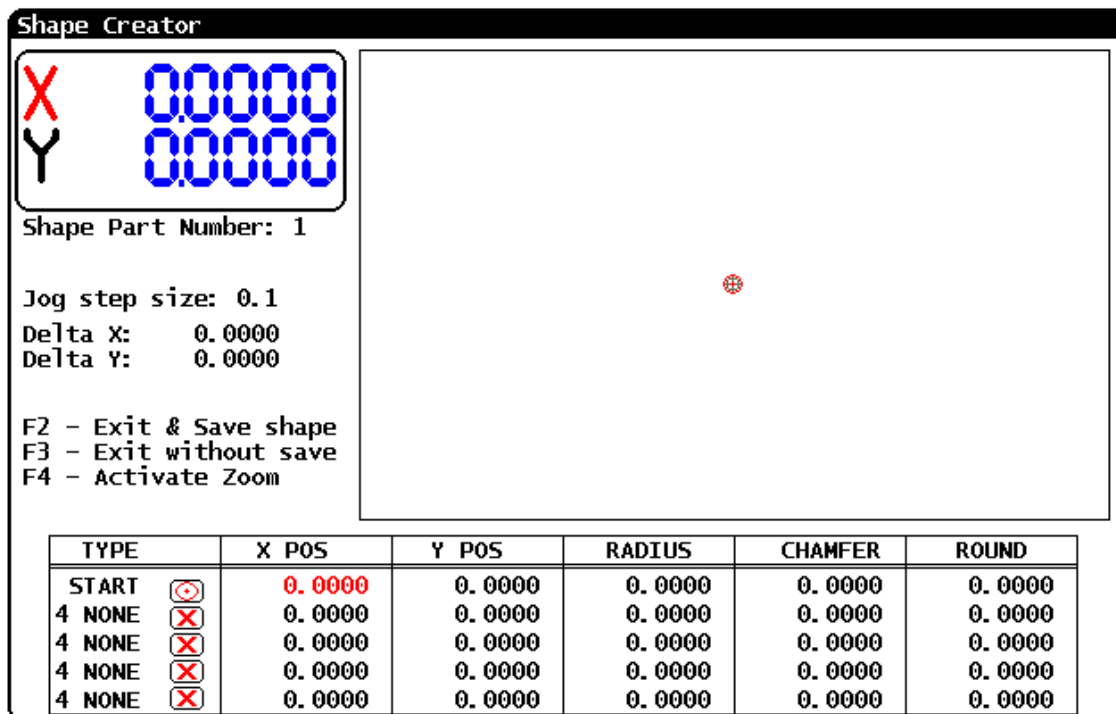 Shape Creator
X 0.0000
Y 0.0000
Shape Part Number: 1
Jog step size: 0.1
Delta X: 0.0000
Delta Y: 0.0000
F2 - Exit & Save shape
F3 - Exit without save
F4 - Activate Zoom
TYPE X POS Y POS RADIUS CHAMFER ROUND
START 0.0000 0.0000 0.0000 0.0000 0.0000
4 NONE 0.0000 0.0000 0.0000 0.0000 0.0000
4 NONE 0.0000 0.0000 0.0000 0.0000 0.0000
4 NONE 0.0000 0.0000 0.0000 0.0000 0.0000
4 NONE 0.0000 0.0000 0.0000 0.0000 0.0000